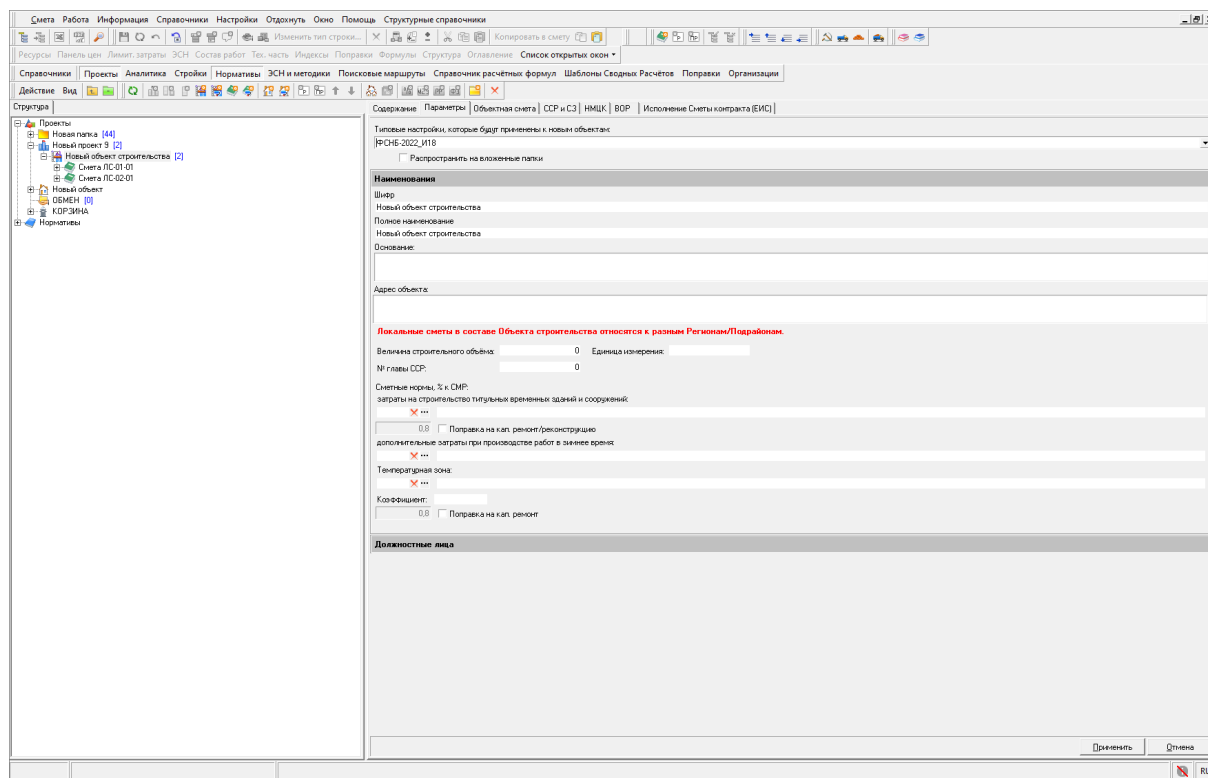 Смета Работа Информация Справочники Настройки Отдохнуть Окно Помощь Структурные справочники
Изменить тип строки... Копировать в смету
Ресурсы Панель цен Лимит. затраты ЭСН Состав работ Тех. часть Индексы Поправки Формулы Структура Оглавление Список открытых окон
Справочники Проекты Аналитика Стройки Нормативы ЭСН и методики Поисковые маршруты Справочник расчётных формул Шаблоны Сводных Расчётов Поправки Организации
Действие Вид
Структура
Проекты
Новая папка [44]
Новый проект 9 [2]
Новый объект строительства [2]
Смета ЛС-01-01
Смета ЛС-02-01
Новый объект
ОБМЕН [0]
КОРЗИНА
Нормативы
Содержание Параметры Объектная смета ССР и СЗ НМЦК ВОР Исполнение Сметы контракта (ЕИС)
Типовые настройки, которые будут применены к новым объектам:
ФСНБ-2022_И18
Распространить на вложенные папки
Наименования
Шифр
Новый объект строительства
Полное наименование
Новый объект строительства
Основание:
Адрес объекта:
Локальные сметы в составе Объекта строительства относятся к разным Регионам/Подрайонам.
Величина строительного объёма: 0 Единица измерения:
№ главы ССР: 0
Сметные нормы, % к СМР:
затраты на строительство титульных временных зданий и сооружений:
0,8 Поправка на кап. ремонт/реконструкцию
дополнительные затраты при производстве работ в зимнее время:
Температурная зона:
Коэффициент:
0,8 Поправка на кап. ремонт
Должностные лица
Применить Отмена
RU